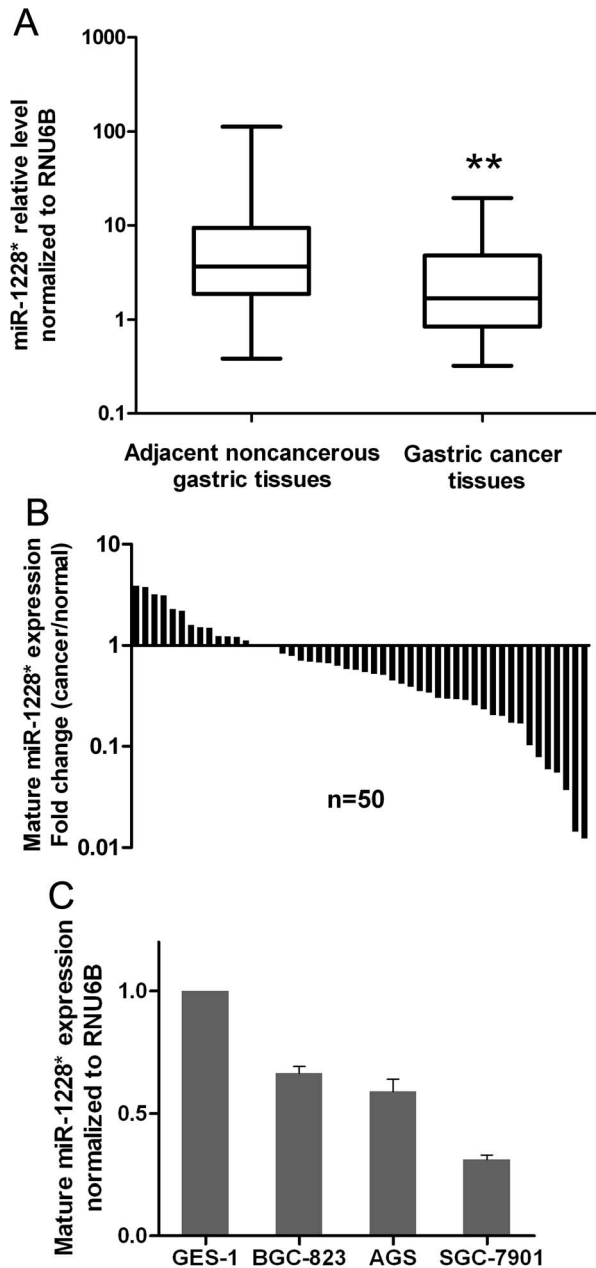 A
miR-1228* relative level
normalized to RNU6B
1000
100
10
1
0.1
**
Adjacent noncancerous
gastric tissues
Gastric cancer
tissues
B
Mature miR-1228* expression
Fold change (cancer/normal)
10
1
0.1
0.01
n=50
C
Mature miR-1228* expression
normalized to RNU6B
1.0
0.5
0.0
GES-1
BGC-823
AGS
SGC-7901